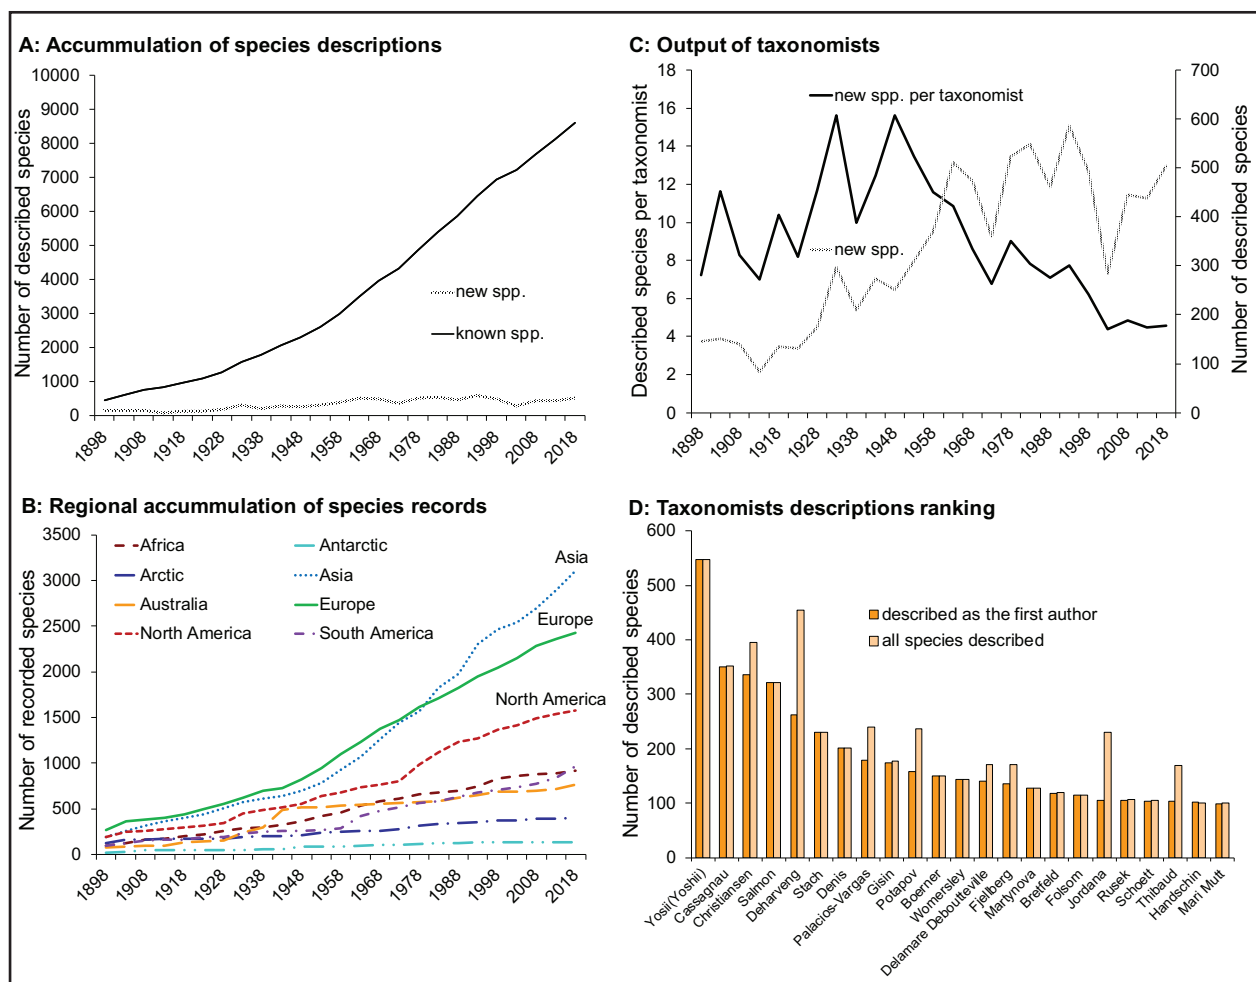 A: Accummulation of species descriptions
Number of described species
10000
9000
8000
7000
6000
5000
4000
3000
2000
1000
0
new spp.
known spp.
1898
1908
1918
1928
1938
1948
1958
1968
1978
1988
1998
2008
2018
C: Output of taxonomists
Described species per taxonomist
18
16
14
12
10
8
6
4
2
0
new spp. per taxonomist
new spp.
700
600
500
400
300
200
100
0
Number of described species
1898
1908
1918
1928
1938
1948
1958
1968
1978
1988
1998
2008
2018
B: Regional accummulation of species records
Number of recorded species
3500
3000
2500
2000
1500
1000
500
0
Africa
Antarctic
Arctic
Asia
Australia
Europe
North America
South America
Asia
Europe
North America
1898
1908
1918
1928
1938
1948
1958
1968
1978
1988
1998
2008
2018
D: Taxonomists descriptions ranking
Number of described species
600
500
400
300
200
100
0
described as the first author
all species described
Yosii(Yoshii)
Cassagnau
Christiansen
Salmon
Deharveng
Stach
Denis
Palacios-Vargas
Gisin
Potapov
Boerner
Womersley
Delamare Deboutteville
Fjellberg
Martynova
Bretfeld
Folsom
Jordana
Rusek
Schoett
Thibaud
Handschin
Mari Mutt